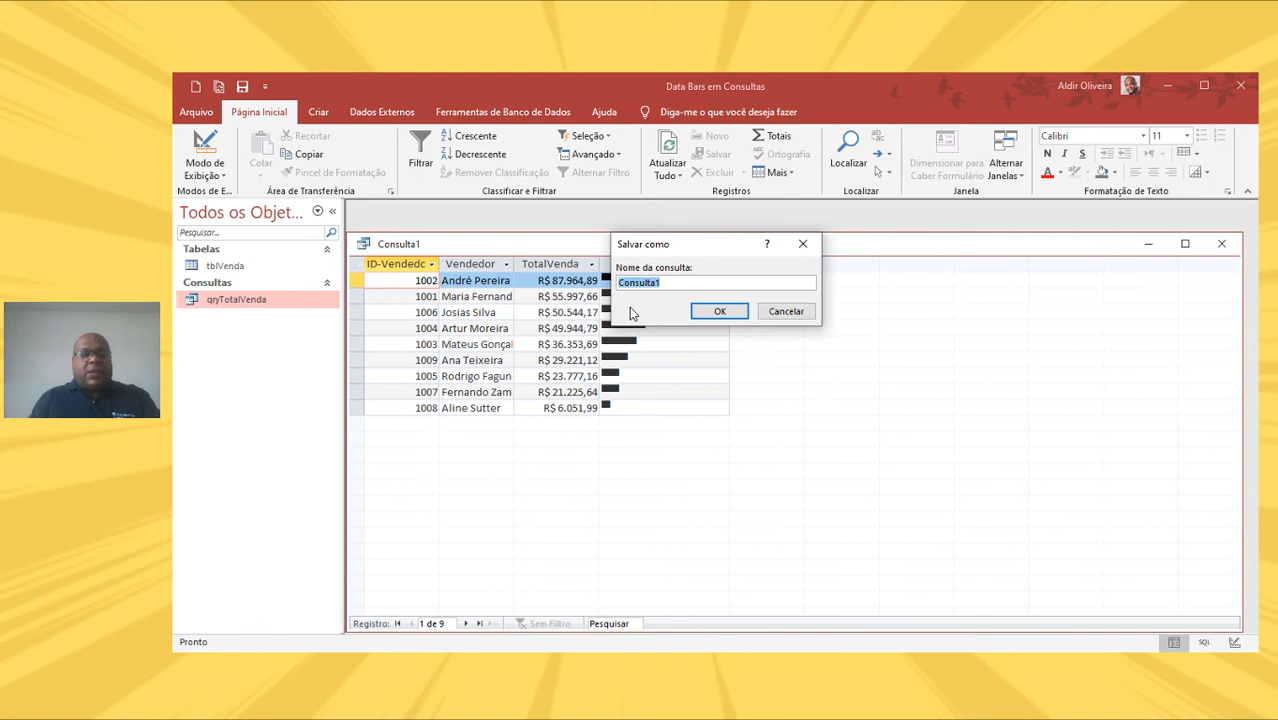 Data Bars em Consultas
Aldir Oliveira
Arquivo Página Inicial Criar Dados Externos Ferramentas de Banco de Dados Ajuda Diga-me o que você deseja fazer
Modo de Exibição
Modos de E...
Colar
Recortar
Copiar
Pincel de Formatação
Área de Transferência
Filtrar
Crescente
Decrescente
Remover Classificação
Seleção
Avançado
Alternar Filtro
Classificar e Filtrar
Atualizar Tudo
Novo
Salvar
Excluir
Totais
Ortografia
Mais
Registros
Localizar
Localizar
Dimensionar para Caber Formulário
Alternar Janelas
Janela
Calibri 11
N I S
A
Formatação de Texto
Todos os Objet...
Pesquisar...
Tabelas
tblVenda
Consultas
qryTotalVenda
Consulta1
ID-Vendedc Vendedor TotalVenda
1002 André Pereira R$ 87.964,89
1001 Maria Fernand R$ 55.997,66
1006 Josias Silva R$ 50.544,17
1004 Artur Moreira R$ 49.944,79
1003 Mateus Gonçal R$ 36.353,69
1009 Ana Teixeira R$ 29.221,12
1005 Rodrigo Fagun R$ 23.777,16
1007 Fernando Zam R$ 21.225,64
1008 Aline Sutter R$ 6.051,99
Salvar como ?
Nome da consulta:
Consulta1
OK Cancelar
Registro: 1 de 9 Sem Filtro Pesquisar
Pronto
SQL